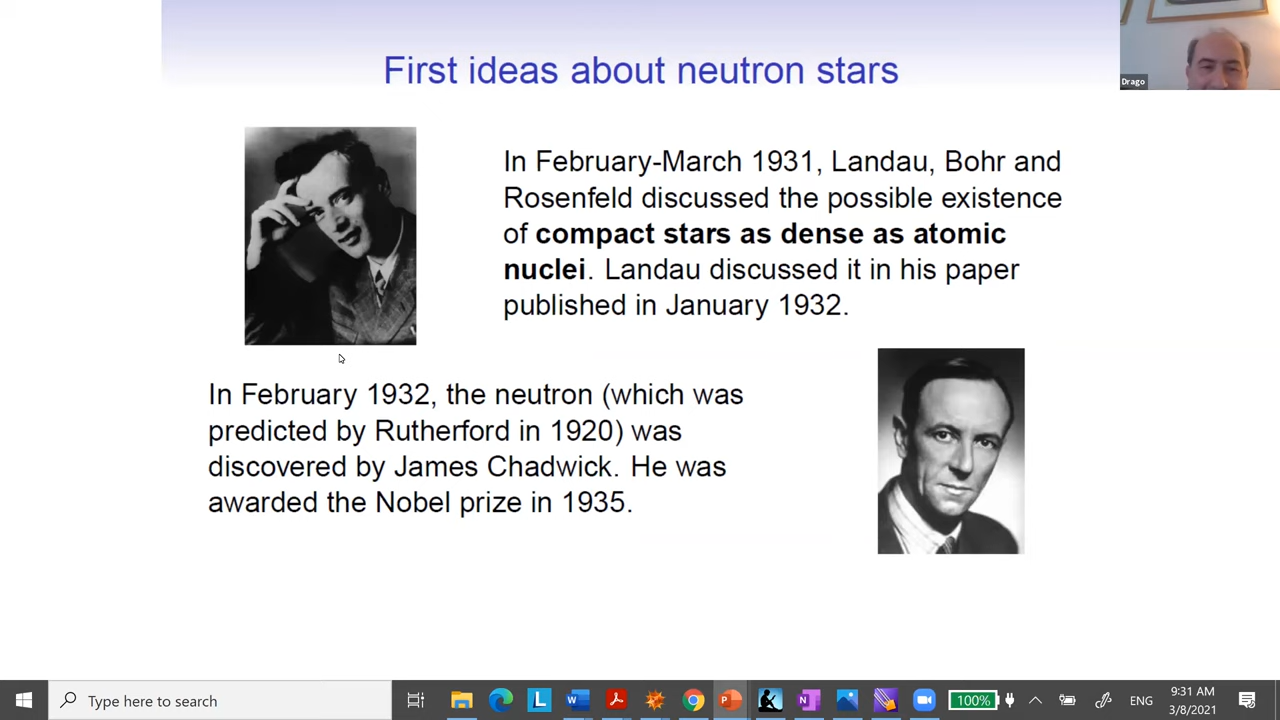 First ideas about neutron stars
Drago
In February-March 1931, Landau, Bohr and
Rosenfeld discussed the possible existence
of compact stars as dense as atomic
nuclei. Landau discussed it in his paper
published in January 1932.
In February 1932, the neutron (which was
predicted by Rutherford in 1920) was
discovered by James Chadwick. He was
awarded the Nobel prize in 1935.
Type here to search
L
W
P
N
100%
ENG
9:31 AM
3/8/2021